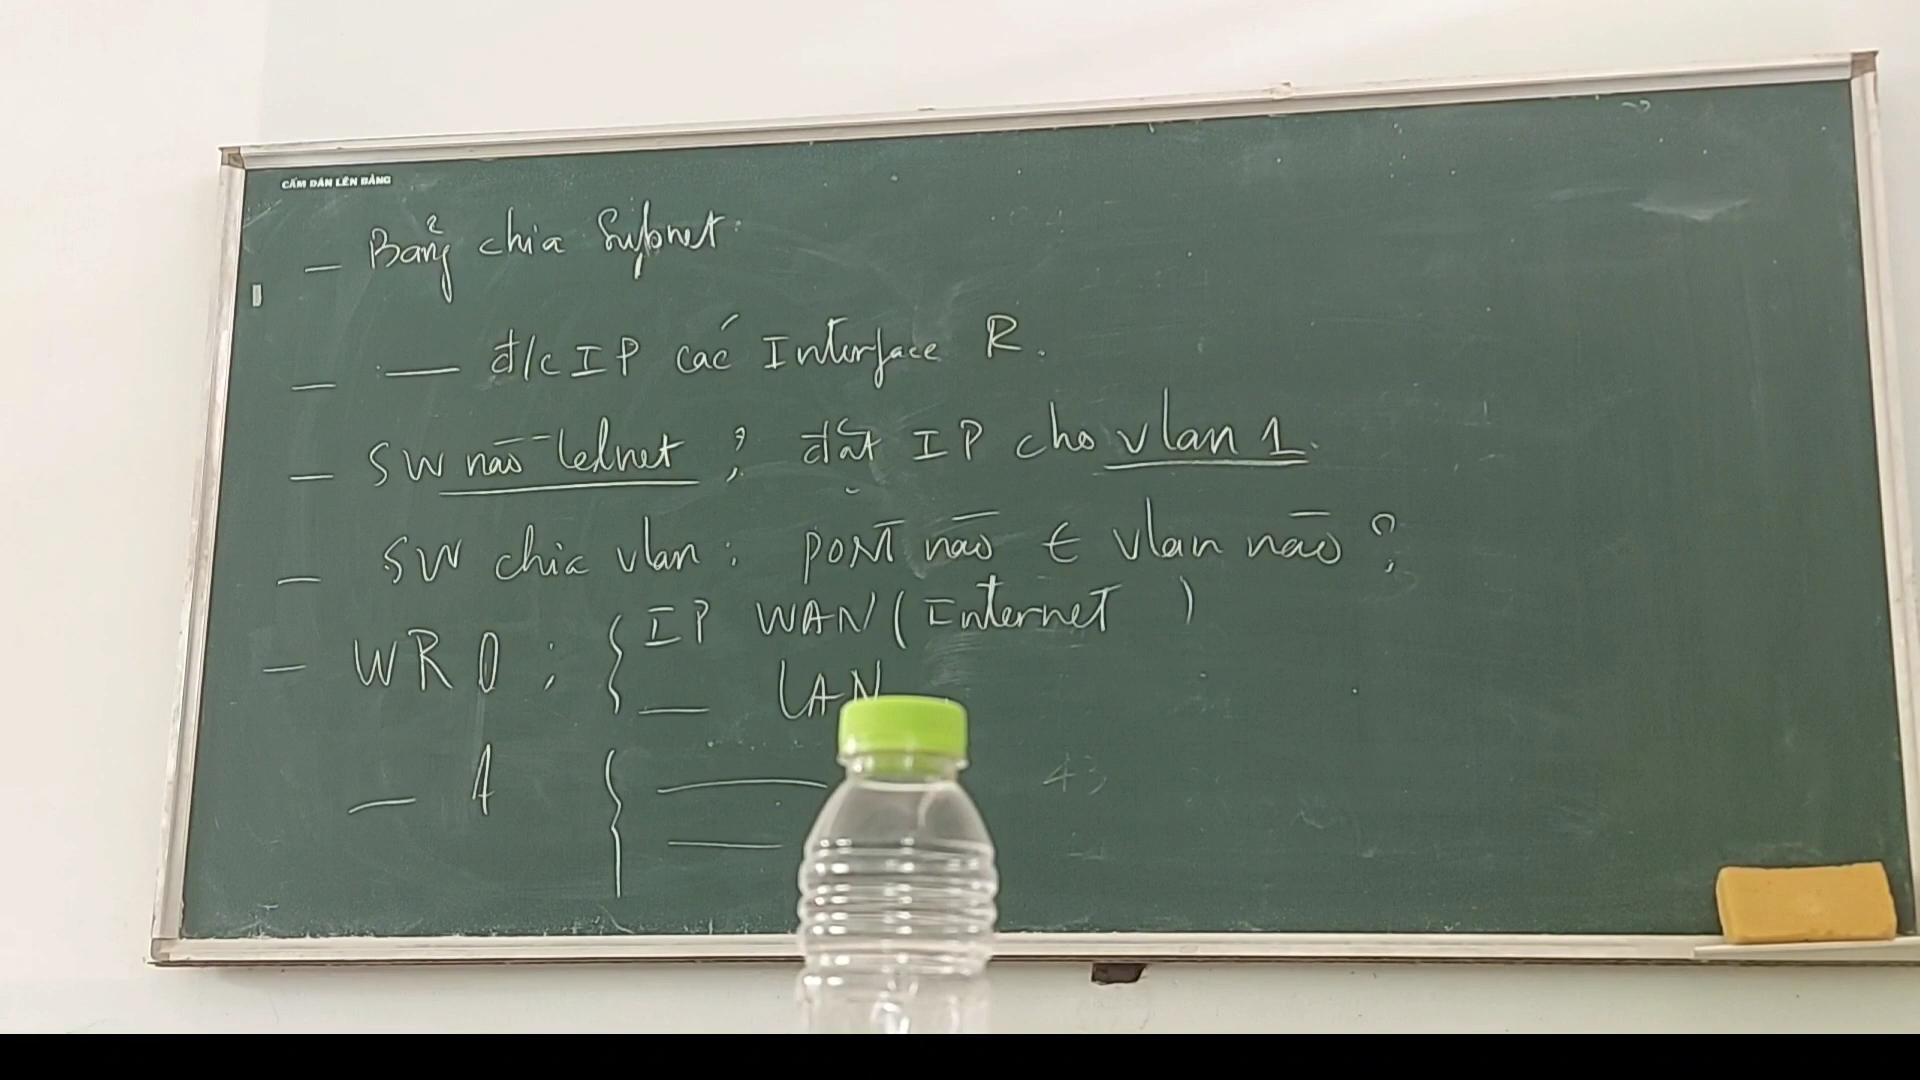 CẤM DÁN LÊN BẢNG
— Bảng chia Subnet.
— — đ/c IP các Interface R.
— SW nào telnet ; đặt IP cho vlan 1.
— SW chia vlan : port nào ∈ vlan nào ?
— WR 0 : { IP WAN ( Internet )
— LAN
— 1 {